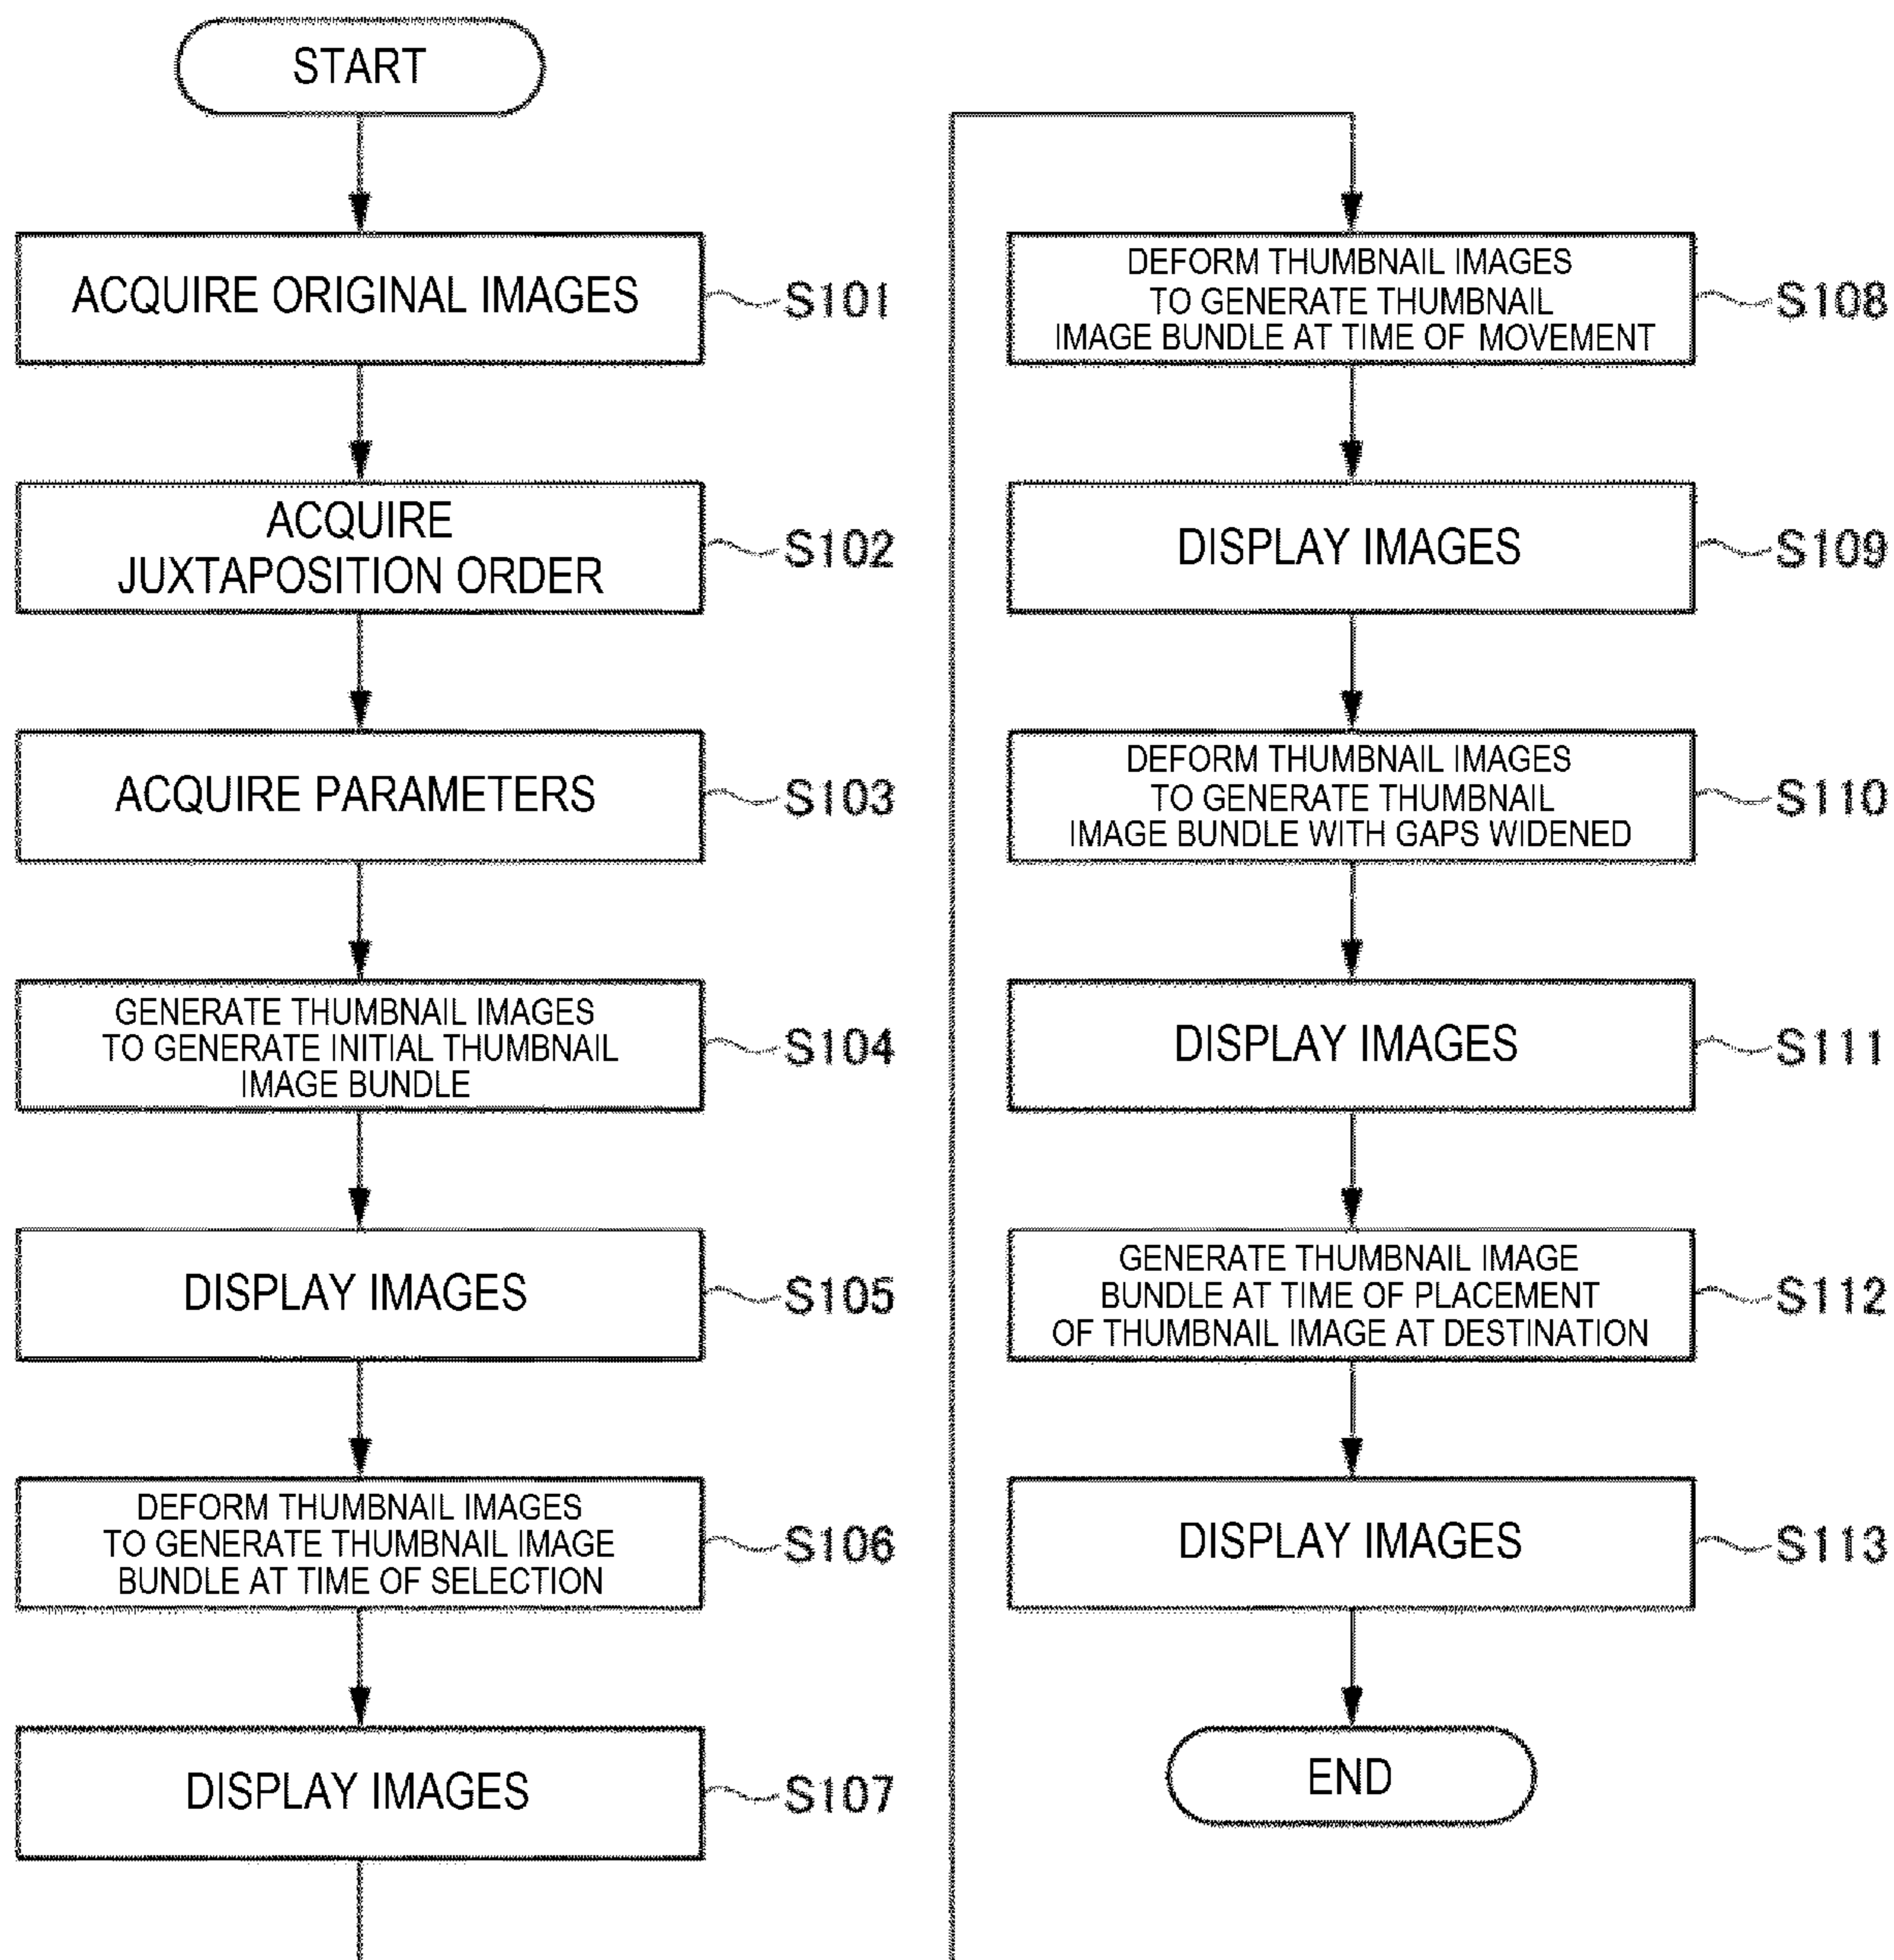 START
ACQUIRE ORIGINAL IMAGES
S101
ACQUIRE
JUXTAPOSITION ORDER
S102
ACQUIRE PARAMETERS
S103
GENERATE THUMBNAIL IMAGES
TO GENERATE INITIAL THUMBNAIL
IMAGE BUNDLE
S104
DISPLAY IMAGES
S105
DEFORM THUMBNAIL IMAGES
TO GENERATE THUMBNAIL IMAGE
BUNDLE AT TIME OF SELECTION
S106
DISPLAY IMAGES
S107
DEFORM THUMBNAIL IMAGES
TO GENERATE THUMBNAIL
IMAGE BUNDLE AT TIME OF MOVEMENT
S108
DISPLAY IMAGES
S109
DEFORM THUMBNAIL IMAGES
TO GENERATE THUMBNAIL
IMAGE BUNDLE WITH GAPS WIDENED
S110
DISPLAY IMAGES
S111
GENERATE THUMBNAIL IMAGE
BUNDLE AT TIME OF PLACEMENT
OF THUMBNAIL IMAGE AT DESTINATION
S112
DISPLAY IMAGES
S113
END